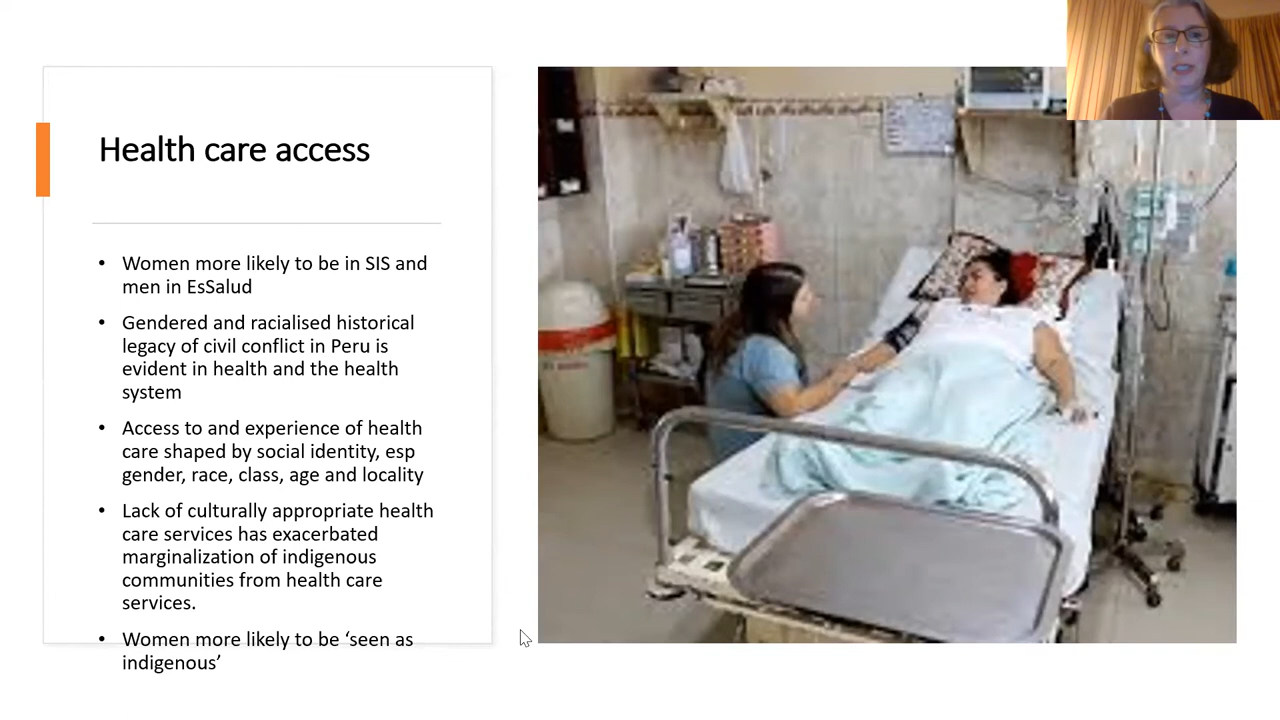 Health care access
• Women more likely to be in SIS and
men in EsSalud
• Gendered and racialised historical
legacy of civil conflict in Peru is
evident in health and the health
system
• Access to and experience of health
care shaped by social identity, esp
gender, race, class, age and locality
• Lack of culturally appropriate health
care services has exacerbated
marginalization of indigenous
communities from health care
services.
• Women more likely to be ‘seen as
indigenous’